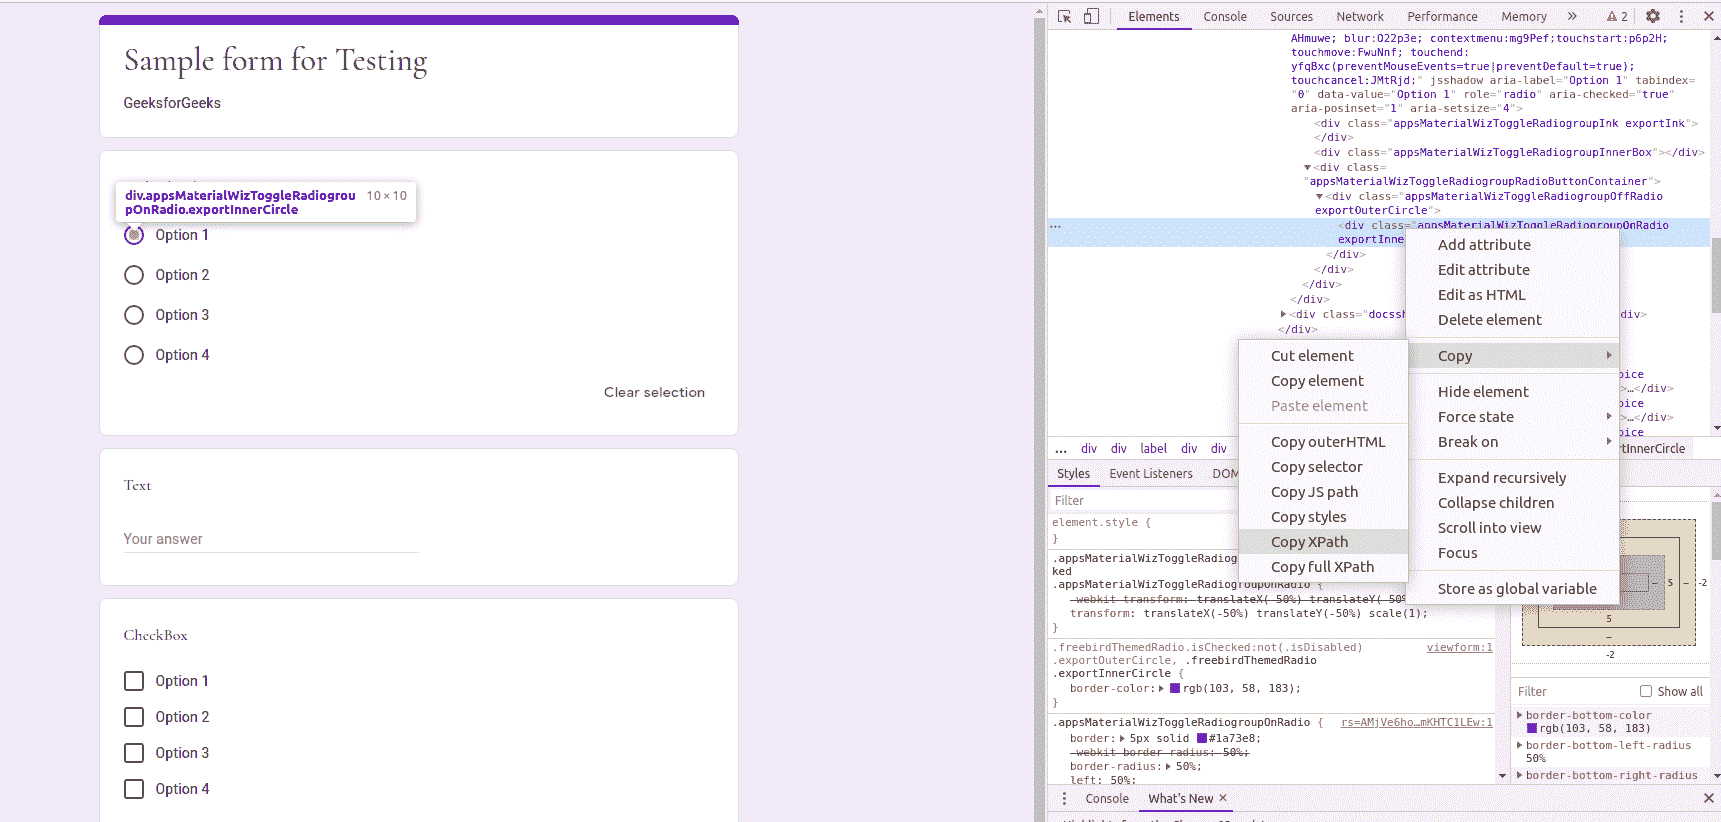 Sample form for Testing
GeeksforGeeks
div.appsMaterialWizToggleRadiogrou 10 × 10
pOnRadio.exportInnerCircle
Option 1
Option 2
Option 3
Option 4
Clear selection
Text
Your answer
CheckBox
Option 1
Option 2
Option 3
Option 4
Elements Console Sources Network Performance Memory » 2
AHmuwe; blur:O22p3e; contextmenu:mg9Pef;touchstart:p6p2H;
touchmove:FwuNnf; touchend:
yfqBxc(preventMouseEvents=true|preventDefault=true);
touchcancel:JMtRjd;" jsshadow aria-label="Option 1" tabindex=
"0" data-value="Option 1" role="radio" aria-checked="true"
aria-posinset="1" aria-setsize="4">
<div class="appsMaterialWizToggleRadiogroupInk exportInk">
</div>
<div class="appsMaterialWizToggleRadiogroupInnerBox"></div>
<div class=
"appsMaterialWizToggleRadiogroupRadioButtonContainer">
<div class="appsMaterialWizToggleRadiogroupOffRadio
exportOuterCircle">
<div class="appsMaterialWizToggleRadiogroupOnRadio
exportInne
</div>
</div>
</div>
</div>
<div class="docssh div>
</div>
oice
>…</div>
oice
>…</div>
oice
Add attribute
Edit attribute
Edit as HTML
Delete element
Copy
Hide element
Force state
Break on
Expand recursively
Collapse children
Scroll into view
Focus
Store as global variable
Cut element
Copy element
Paste element
Copy outerHTML
Copy selector
Copy JS path
Copy styles
Copy XPath
Copy full XPath
... div div label div div rtInnerCircle
Styles Event Listeners DOM
Filter
element.style {
}
.appsMaterialWizToggleRadiog
ked
.appsMaterialWizToggleRadiogroupOnRadio {
-webkit-transform: translateX(-50%) translateY(-50%
transform: translateX(-50%) translateY(-50%) scale(1);
}
.freebirdThemedRadio.isChecked:not(.isDisabled) viewform:1
.exportOuterCircle, .freebirdThemedRadio
.exportInnerCircle {
border-color: rgb(103, 58, 183);
}
.appsMaterialWizToggleRadiogroupOnRadio { rs=AMjVe6ho…mKHTC1LEw:1
border: 5px solid #1a73e8;
-webkit-border-radius: 50%;
border-radius: 50%;
left: 50%;
– 5 – -2
5
–
-2
Filter Show all
border-bottom-color
rgb(103, 58, 183)
border-bottom-left-radius
50%
border-bottom-right-radius
Console What's New